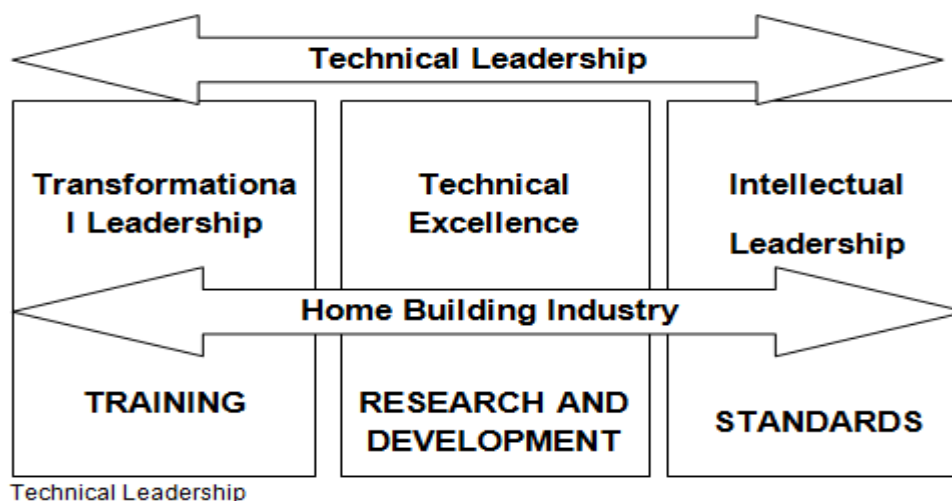 Technical Leadership
Transformationa
l Leadership
Technical
Excellence
Intellectual
Leadership
Home Building Industry
TRAINING
RESEARCH AND
DEVELOPMENT
STANDARDS
Technical Leadership